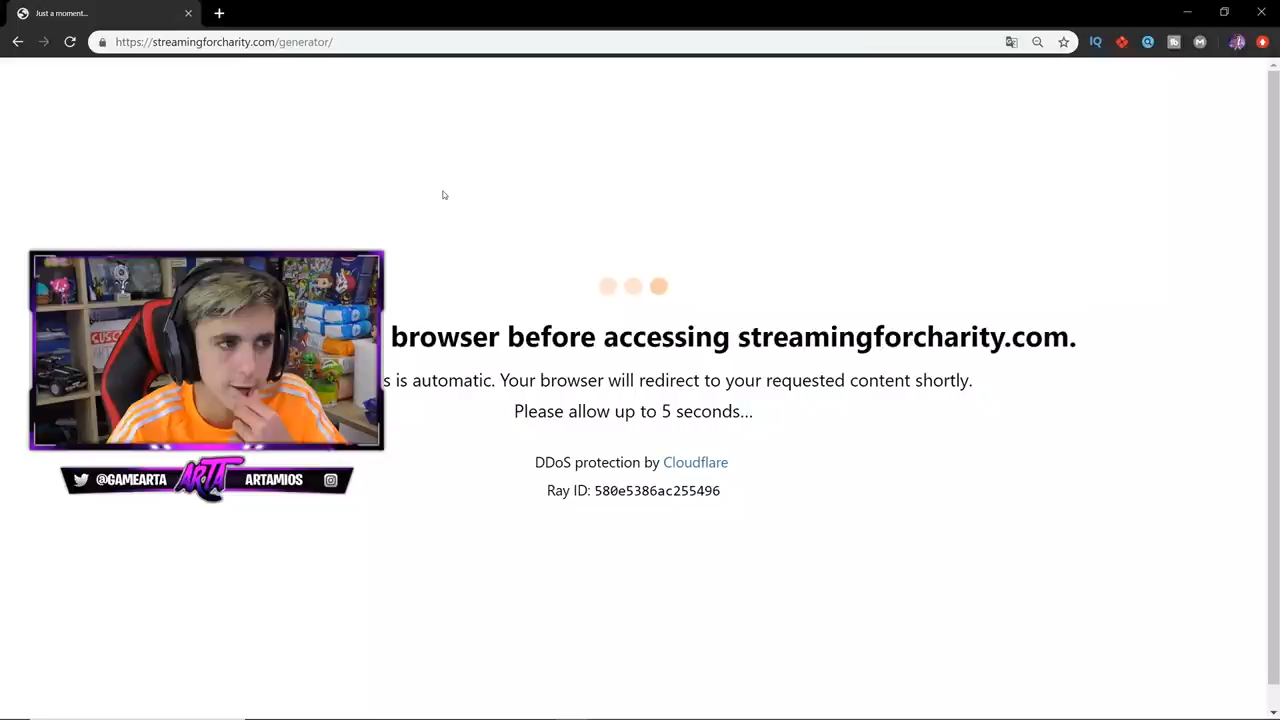 Just a moment...
https://streamingforcharity.com/generator/
IQ
browser before accessing streamingforcharity.com.
s is automatic. Your browser will redirect to your requested content shortly.
Please allow up to 5 seconds...
DDoS protection by Cloudflare
Ray ID: 580e5386ac255496
@GAMEARTA ARTA ARTAMIOS